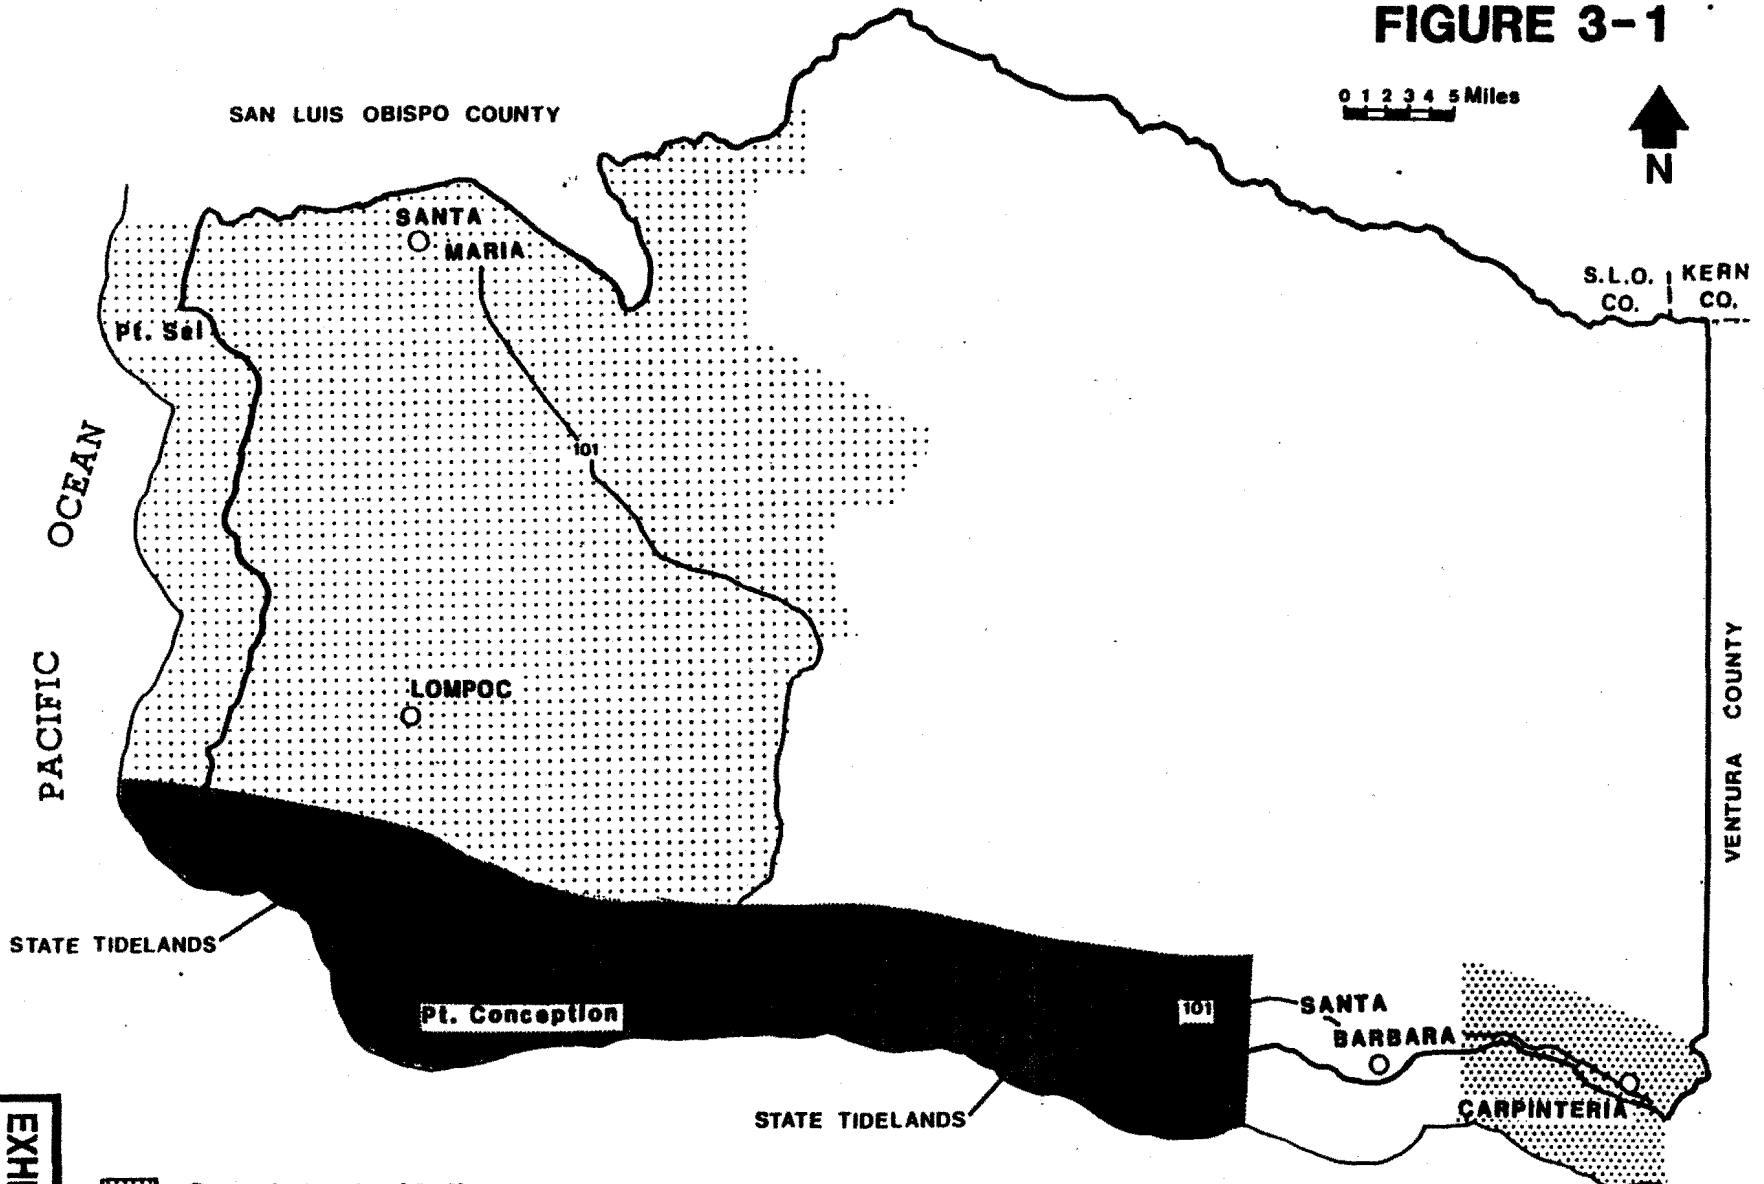 FIGURE 3-1
0 1 2 3 4 5 Miles
N
SAN LUIS OBISPO COUNTY
SANTA
MARIA
S.L.O.
CO.
KERN
CO.
Pt. Sal
OCEAN
101
PACIFIC
LOMPOC
VENTURA COUNTY
STATE TIDELANDS
Pt. Conception
101
SANTA
BARBARA
STATE TIDELANDS
CARPINTERIA